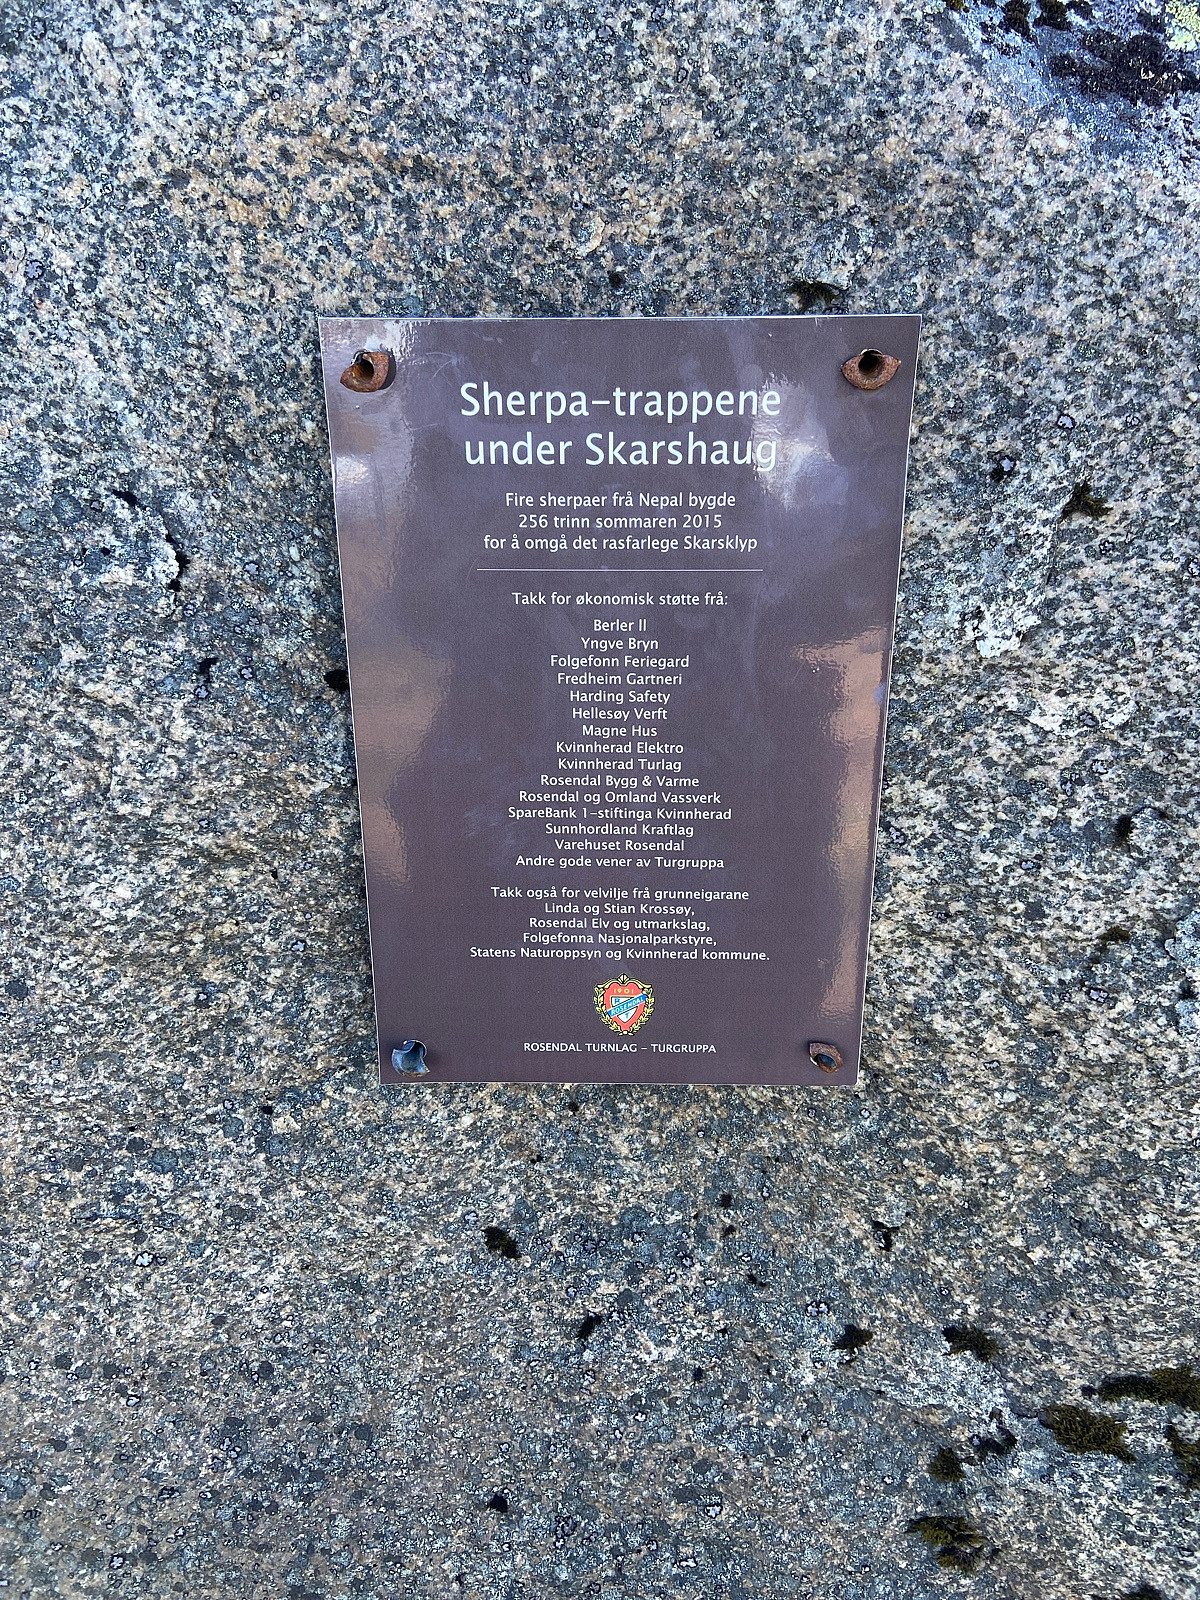 Sherpa-trappene
under Skarshaug
Fire sherpaer frå Nepal bygde
256 trinn sommaren 2015
for å omgå det rasfarlege Skarsklyp
Takk for økonomisk støtte frå:
Berler II
Yngve Bryn
Folgefonn Feriegard
Fredheim Gartneri
Harding Safety
Hellesøy Verft
Magne Hus
Kvinnherad Elektro
Kvinnherad Turlag
Rosendal Bygg & Varme
Rosendal og Omland Vassverk
SpareBank 1-stiftinga Kvinnherad
Sunnhordland Kraftlag
Varehuset Rosendal
Andre gode vener av Turgruppa
Takk også for velvilje frå grunneigarane
Linda og Stian Krossøy,
Rosendal Elv og utmarkslag,
Folgefonna Nasjonalparkstyre,
Statens Naturoppsyn og Kvinnherad kommune.
1901
ROSENDAL
ROSENDAL TURNLAG - TURGRUPPA